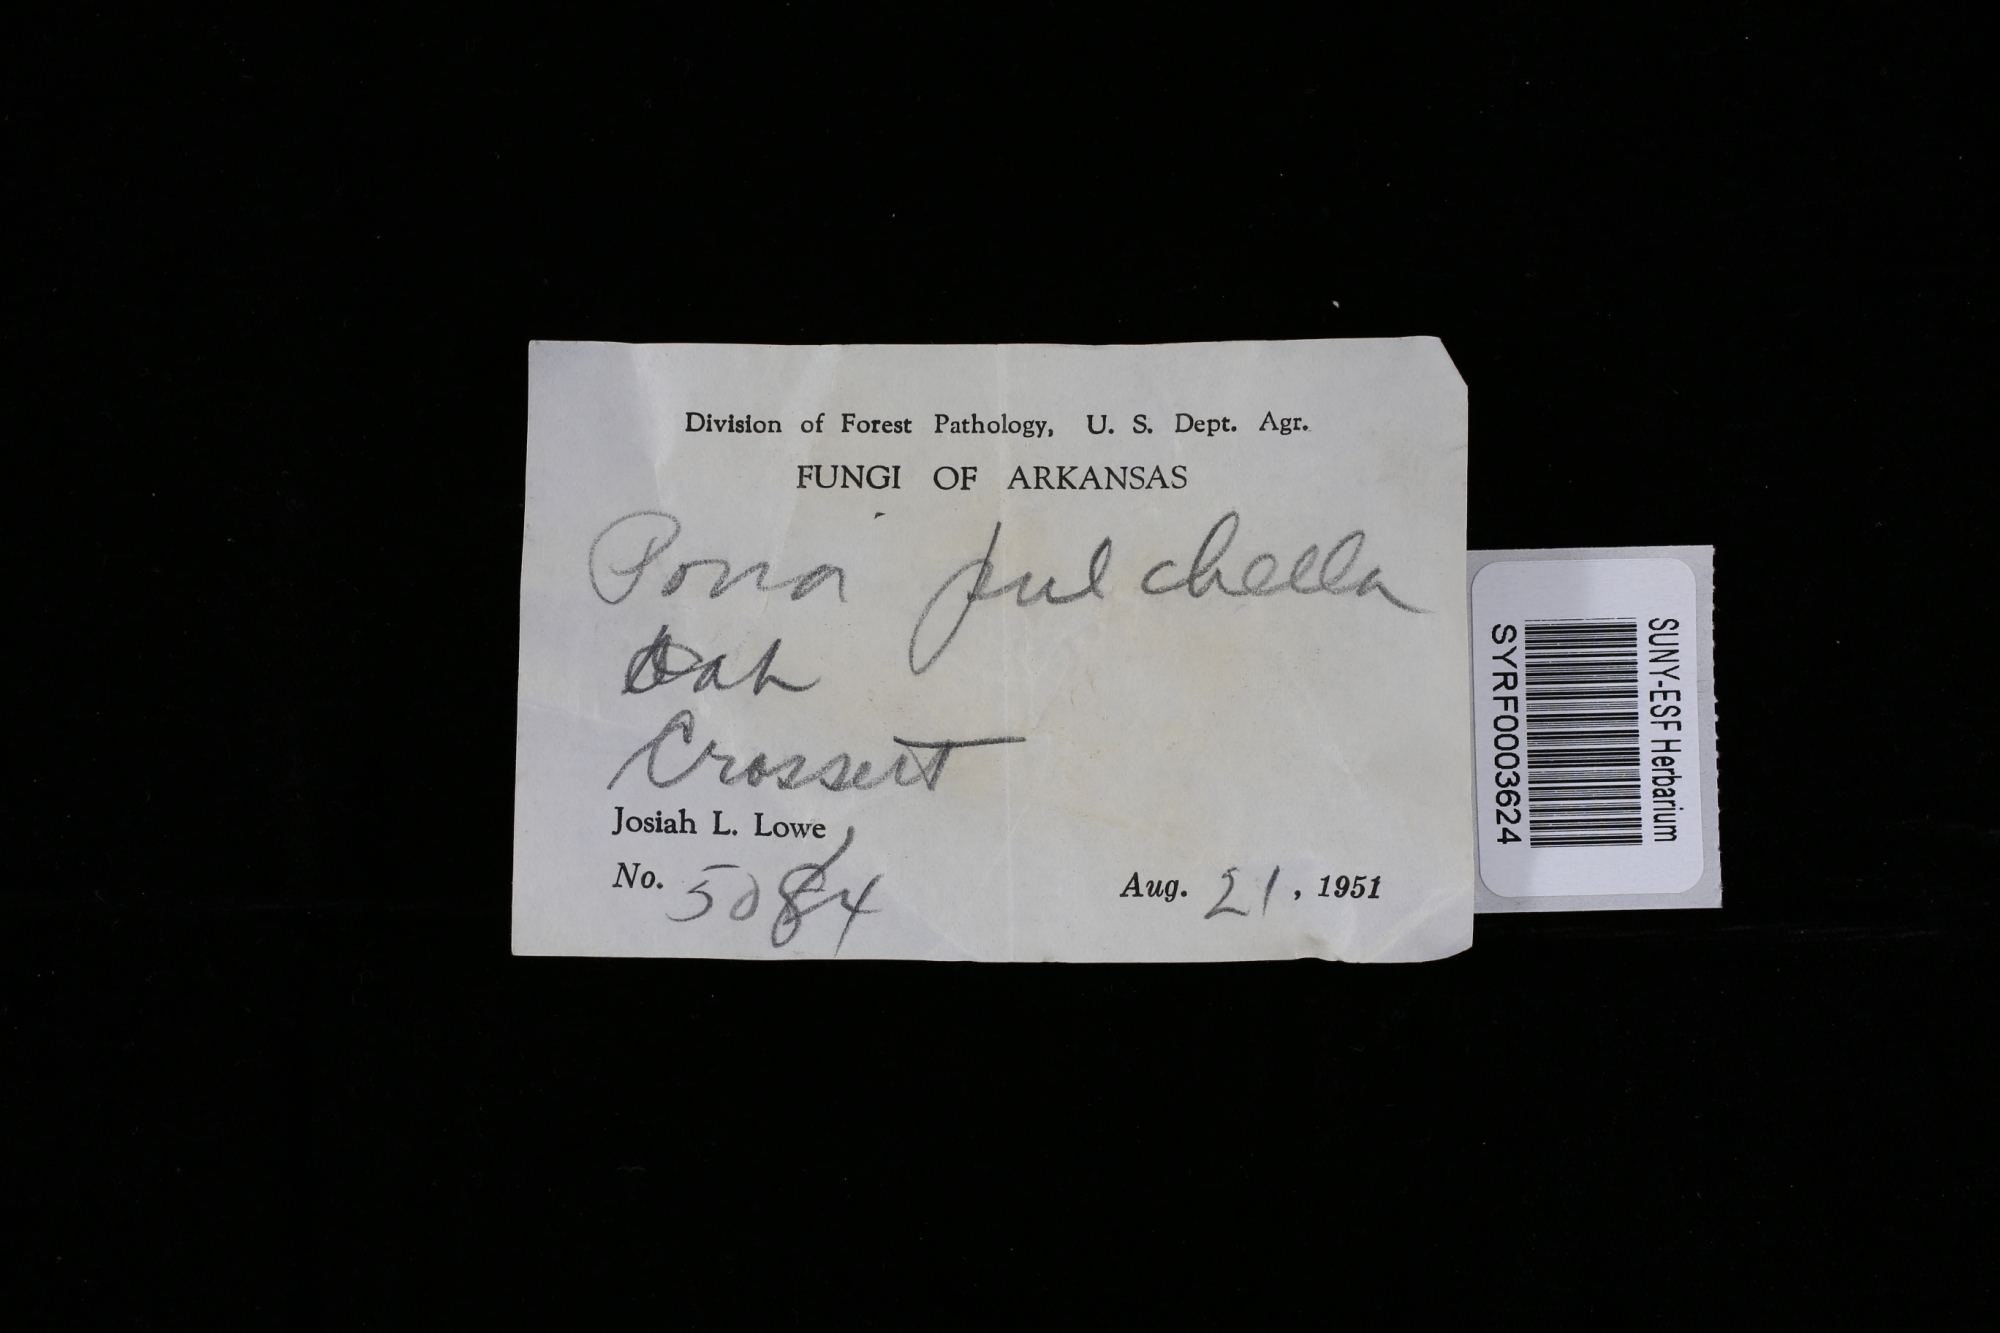 Division of Forest Pathology, U. S. Dept. Agr.
FUNGI OF ARKANSAS
Poria pulchella
Oak
Crossett
Josiah L. Lowe
No. 5084
Aug. 21, 1951
SUNY-ESF Herbarium
SYRF0003624